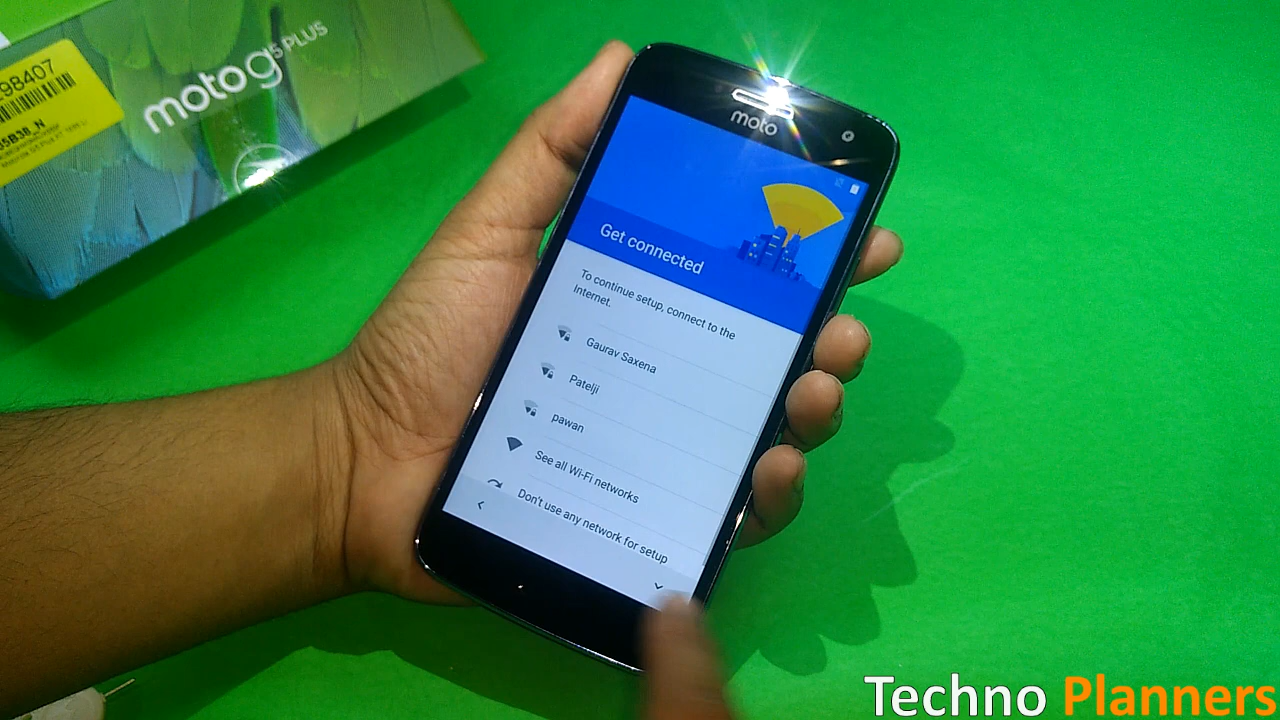 98407
moto g5 PLUS
moto
Get connected
To continue setup, connect to the
Internet.
Gaurav Saxena
Patelji
pawan
See all Wi-Fi networks
Don't use any network for setup
Techno Planners